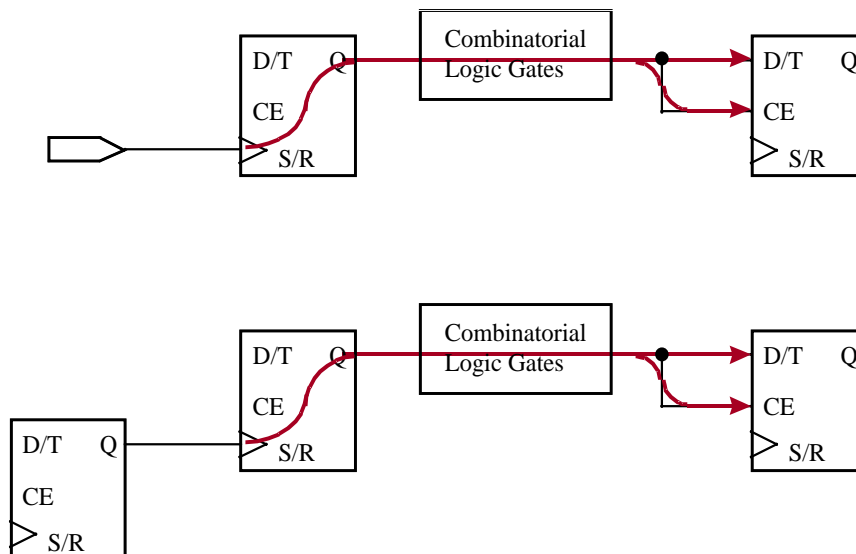 D/T Q
CE
S/R
Combinatorial
Logic Gates
D/T Q
CE
S/R
D/T Q
CE
S/R
Combinatorial
Logic Gates
D/T Q
CE
S/R
D/T Q
CE
S/R